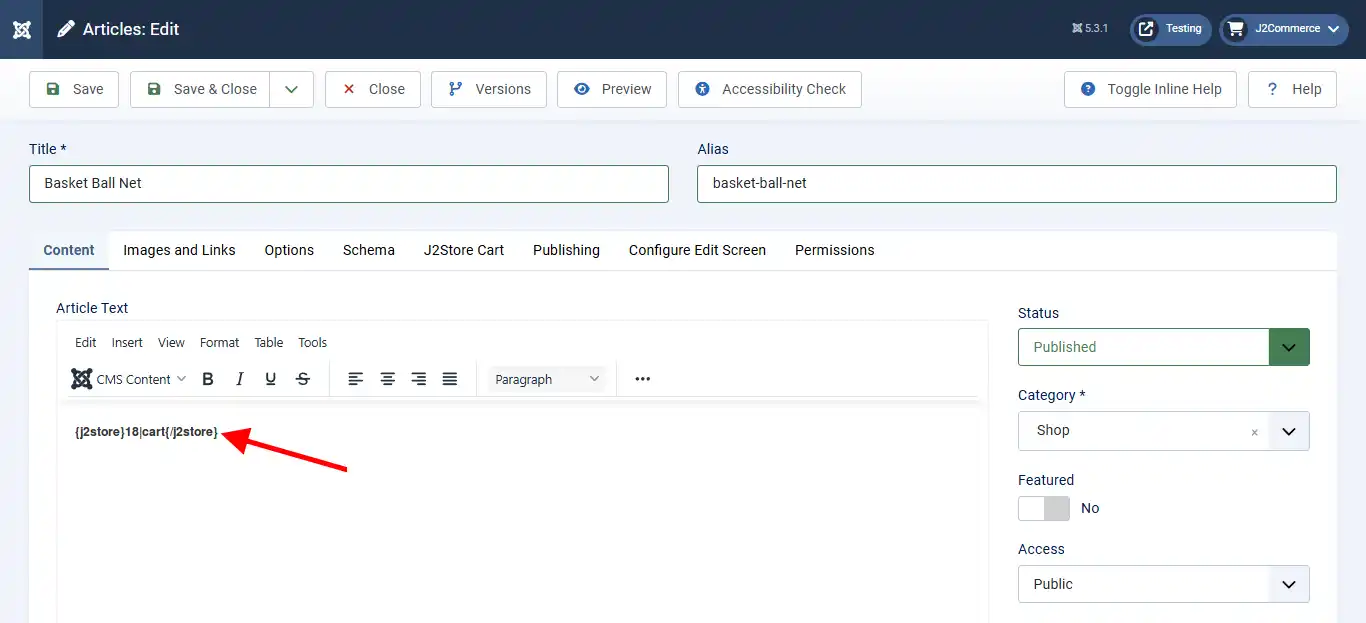 Articles: Edit
5.3.1
Testing
J2Commerce
Save
Save & Close
Close
Versions
Preview
Accessibility Check
Toggle Inline Help
? Help
Title *
Alias
Basket Ball Net
basket-ball-net
Content
Images and Links
Options
Schema
J2Store Cart
Publishing
Configure Edit Screen
Permissions
Article Text
Edit
Insert
View
Format
Table
Tools
CMS Content
B
I
U
S
Paragraph
{j2store}18|cart{/j2store}
Status
Published
Category *
Shop
Featured
No
Access
Public